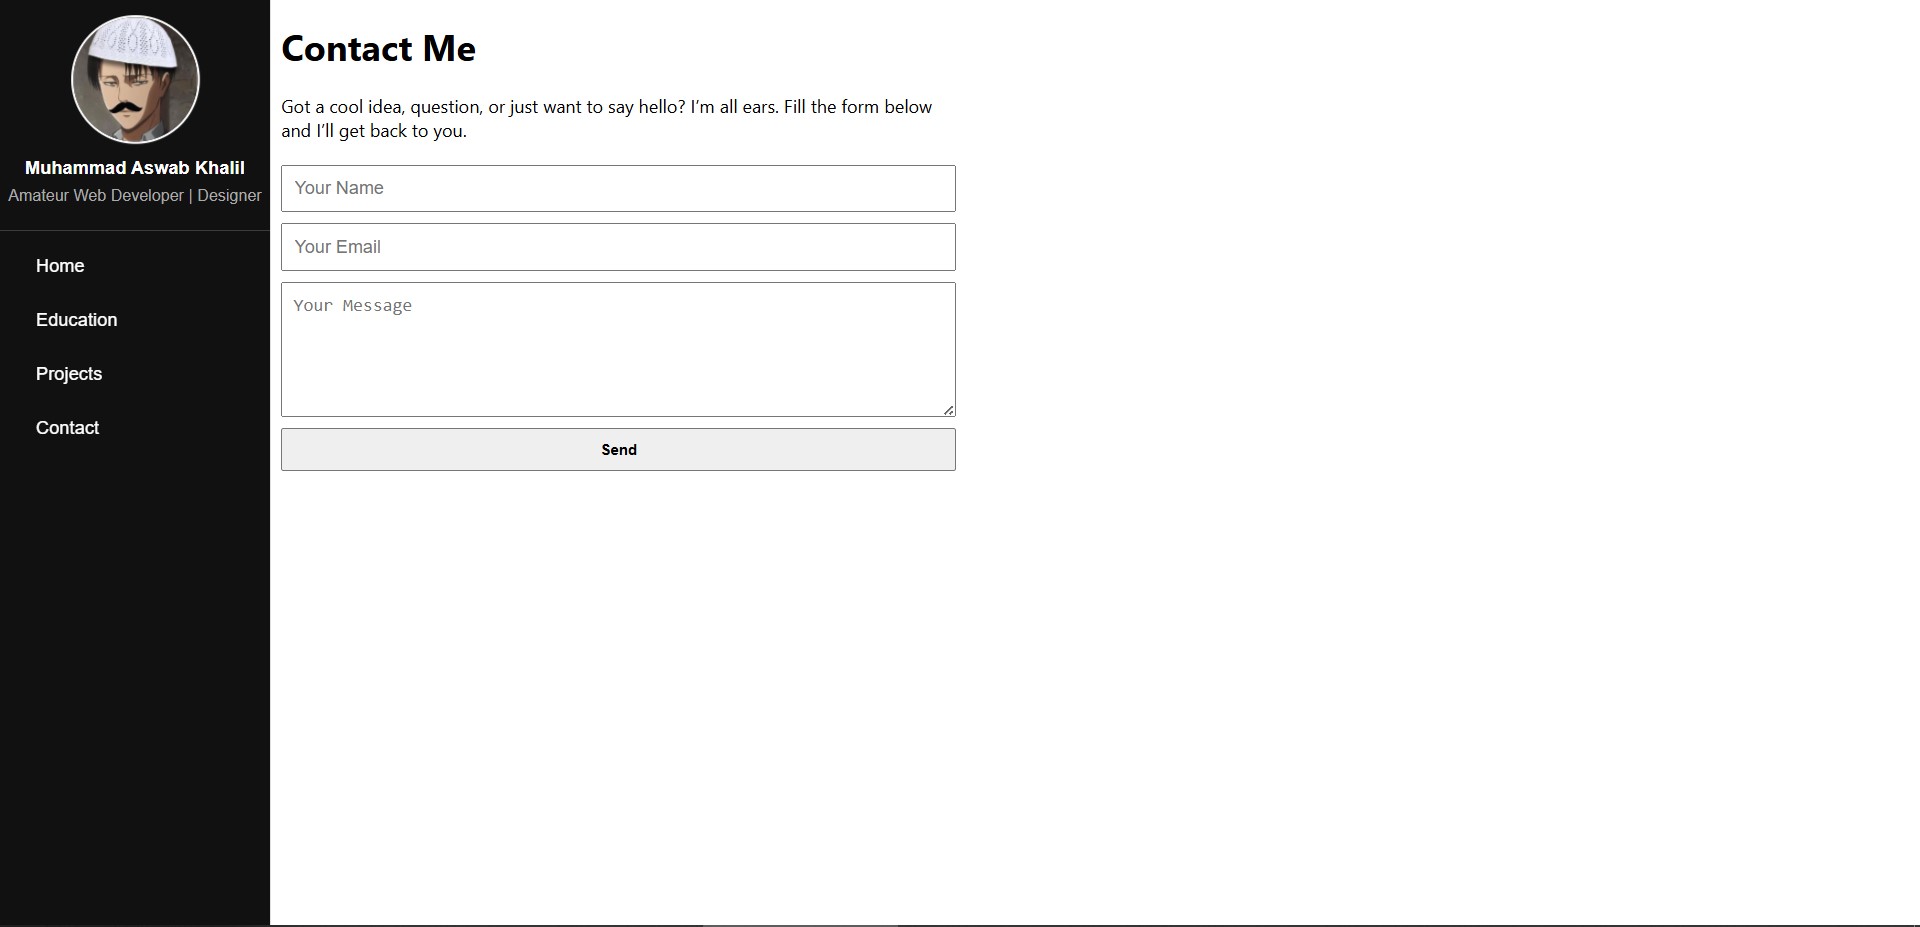 Muhammad Aswab Khalil
Amateur Web Developer | Designer
Home
Education
Projects
Contact
Contact Me
Got a cool idea, question, or just want to say hello? I’m all ears. Fill the form below
and I’ll get back to you.
Your Name
Your Email
Your Message
Send